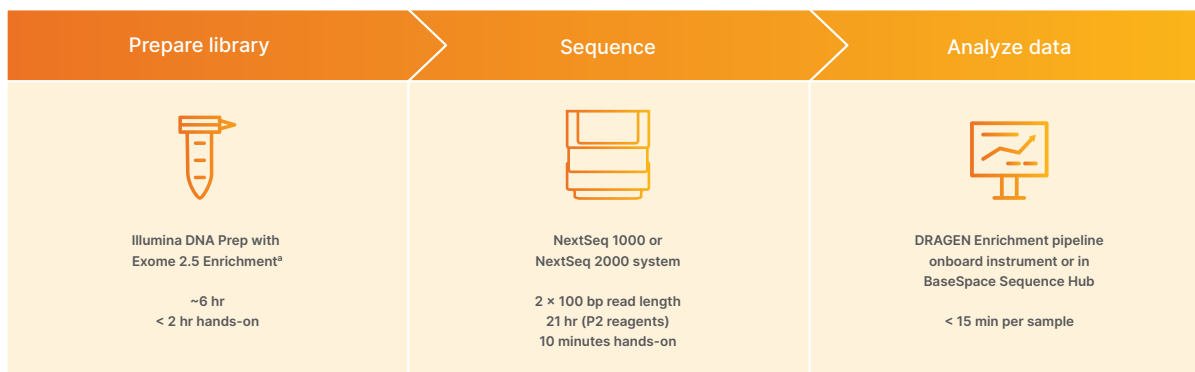 Prepare library
Sequence
Analyze data
Illumina DNA Prep with
Exome 2.5 Enrichmentᵃ
~6 hr
< 2 hr hands-on
NextSeq 1000 or
NextSeq 2000 system
2 × 100 bp read length
21 hr (P2 reagents)
10 minutes hands-on
DRAGEN Enrichment pipeline
onboard instrument or in
BaseSpace Sequence Hub
< 15 min per sample